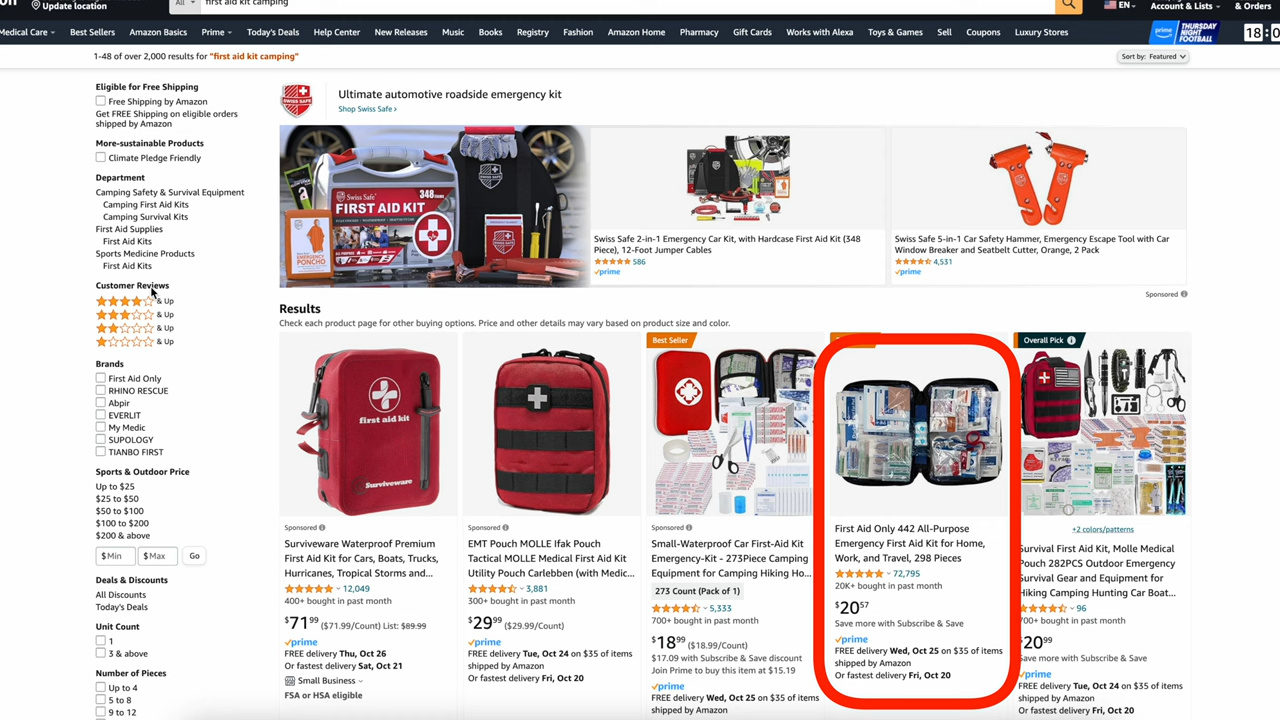 Update location
All
first aid kit camping
EN
Account & Lists
& Orders
Medical Care
Best Sellers
Amazon Basics
Prime
Today's Deals
Help Center
New Releases
Music
Books
Registry
Fashion
Amazon Home
Pharmacy
Gift Cards
Works with Alexa
Toys & Games
Sell
Coupons
Luxury Stores
prime
THURSDAY
NIGHT
FOOTBALL
1-48 of over 2,000 results for "first aid kit camping"
Sort by: Featured
Eligible for Free Shipping
Free Shipping by Amazon
Get FREE Shipping on eligible orders
shipped by Amazon
More-sustainable Products
Climate Pledge Friendly
Department
Camping Safety & Survival Equipment
Camping First Aid Kits
Camping Survival Kits
First Aid Supplies
First Aid Kits
Sports Medicine Products
First Aid Kits
Customer Reviews
& Up
& Up
& Up
& Up
Brands
First Aid Only
RHINO RESCUE
Abpir
EVERLIT
My Medic
SUPOLOGY
TIANBO FIRST
Sports & Outdoor Price
Up to $25
$25 to $50
$50 to $100
$100 to $200
$200 & above
$ Min
$ Max
Go
Deals & Discounts
All Discounts
Today's Deals
Unit Count
1
3 & above
Number of Pieces
Up to 4
5 to 8
9 to 12
SWISS SAFE
Ultimate automotive roadside emergency kit
Shop Swiss Safe >
Swiss Safe
348
FIRST AID KIT
EMERGENCY
PONCHO
Swiss Safe 2-in-1 Emergency Car Kit, with Hardcase First Aid Kit (348
Piece), 12-Foot Jumper Cables
586
prime
Swiss Safe 5-in-1 Car Safety Hammer, Emergency Escape Tool with Car
Window Breaker and Seatbelt Cutter, Orange, 2 Pack
4,531
prime
Sponsored
Results
Check each product page for other buying options. Price and other details may vary based on product size and color.
first aid kit
Surviveware
Sponsored
Surviveware Waterproof Premium
First Aid Kit for Cars, Boats, Trucks,
Hurricanes, Tropical Storms and...
12,049
400+ bought in past month
$71 99 ($71.99/Count) List: $89.99
prime
FREE delivery Thu, Oct 26
Or fastest delivery Sat, Oct 21
Small Business
FSA or HSA eligible
Sponsored
EMT Pouch MOLLE Ifak Pouch
Tactical MOLLE Medical First Aid Kit
Utility Pouch Carlebben (with Medic...
3,881
300+ bought in past month
$29 99 ($29.99/Count)
prime
FREE delivery Tue, Oct 24 on $35 of items
shipped by Amazon
Or fastest delivery Fri, Oct 20
Best Seller
Sponsored
Small-Waterproof Car First-Aid Kit
Emergency-Kit - 273Piece Camping
Equipment for Camping Hiking Ho...
273 Count (Pack of 1)
5,333
700+ bought in past month
$18 99 ($18.99/Count)
$17.09 with Subscribe & Save discount
Join Prime to buy this item at $15.19
prime
FREE delivery Wed, Oct 25 on $35 of items
shipped by Amazon
First Aid Only 442 All-Purpose
Emergency First Aid Kit for Home,
Work, and Travel, 298 Pieces
72,795
20K+ bought in past month
$20 57
Save more with Subscribe & Save
prime
FREE delivery Wed, Oct 25 on $35 of items
shipped by Amazon
Or fastest delivery Fri, Oct 20
Overall Pick
+2 colors/patterns
Survival First Aid Kit, Molle Medical
Pouch 282PCS Outdoor Emergency
Survival Gear and Equipment for
Hiking Camping Hunting Car Boat...
96
700+ bought in past month
$20 99
Save more with Subscribe & Save
prime
FREE delivery Tue, Oct 24 on $35 of items
shipped by Amazon
Or fastest delivery Fri, Oct 20